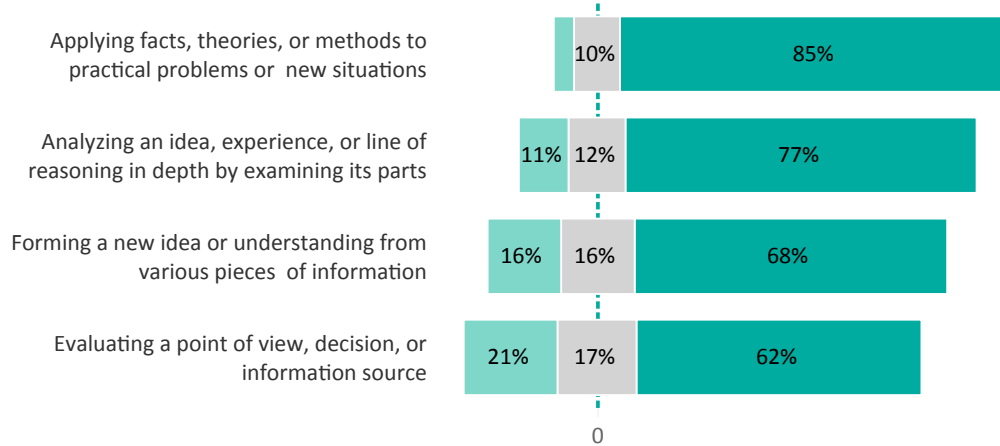 Applying facts, theories, or methods to
practical problems or new situations
10%
85%
Analyzing an idea, experience, or line of
reasoning in depth by examining its parts
11%
12%
77%
Forming a new idea or understanding from
various pieces of information
16%
16%
68%
Evaluating a point of view, decision, or
information source
21%
17%
62%
0